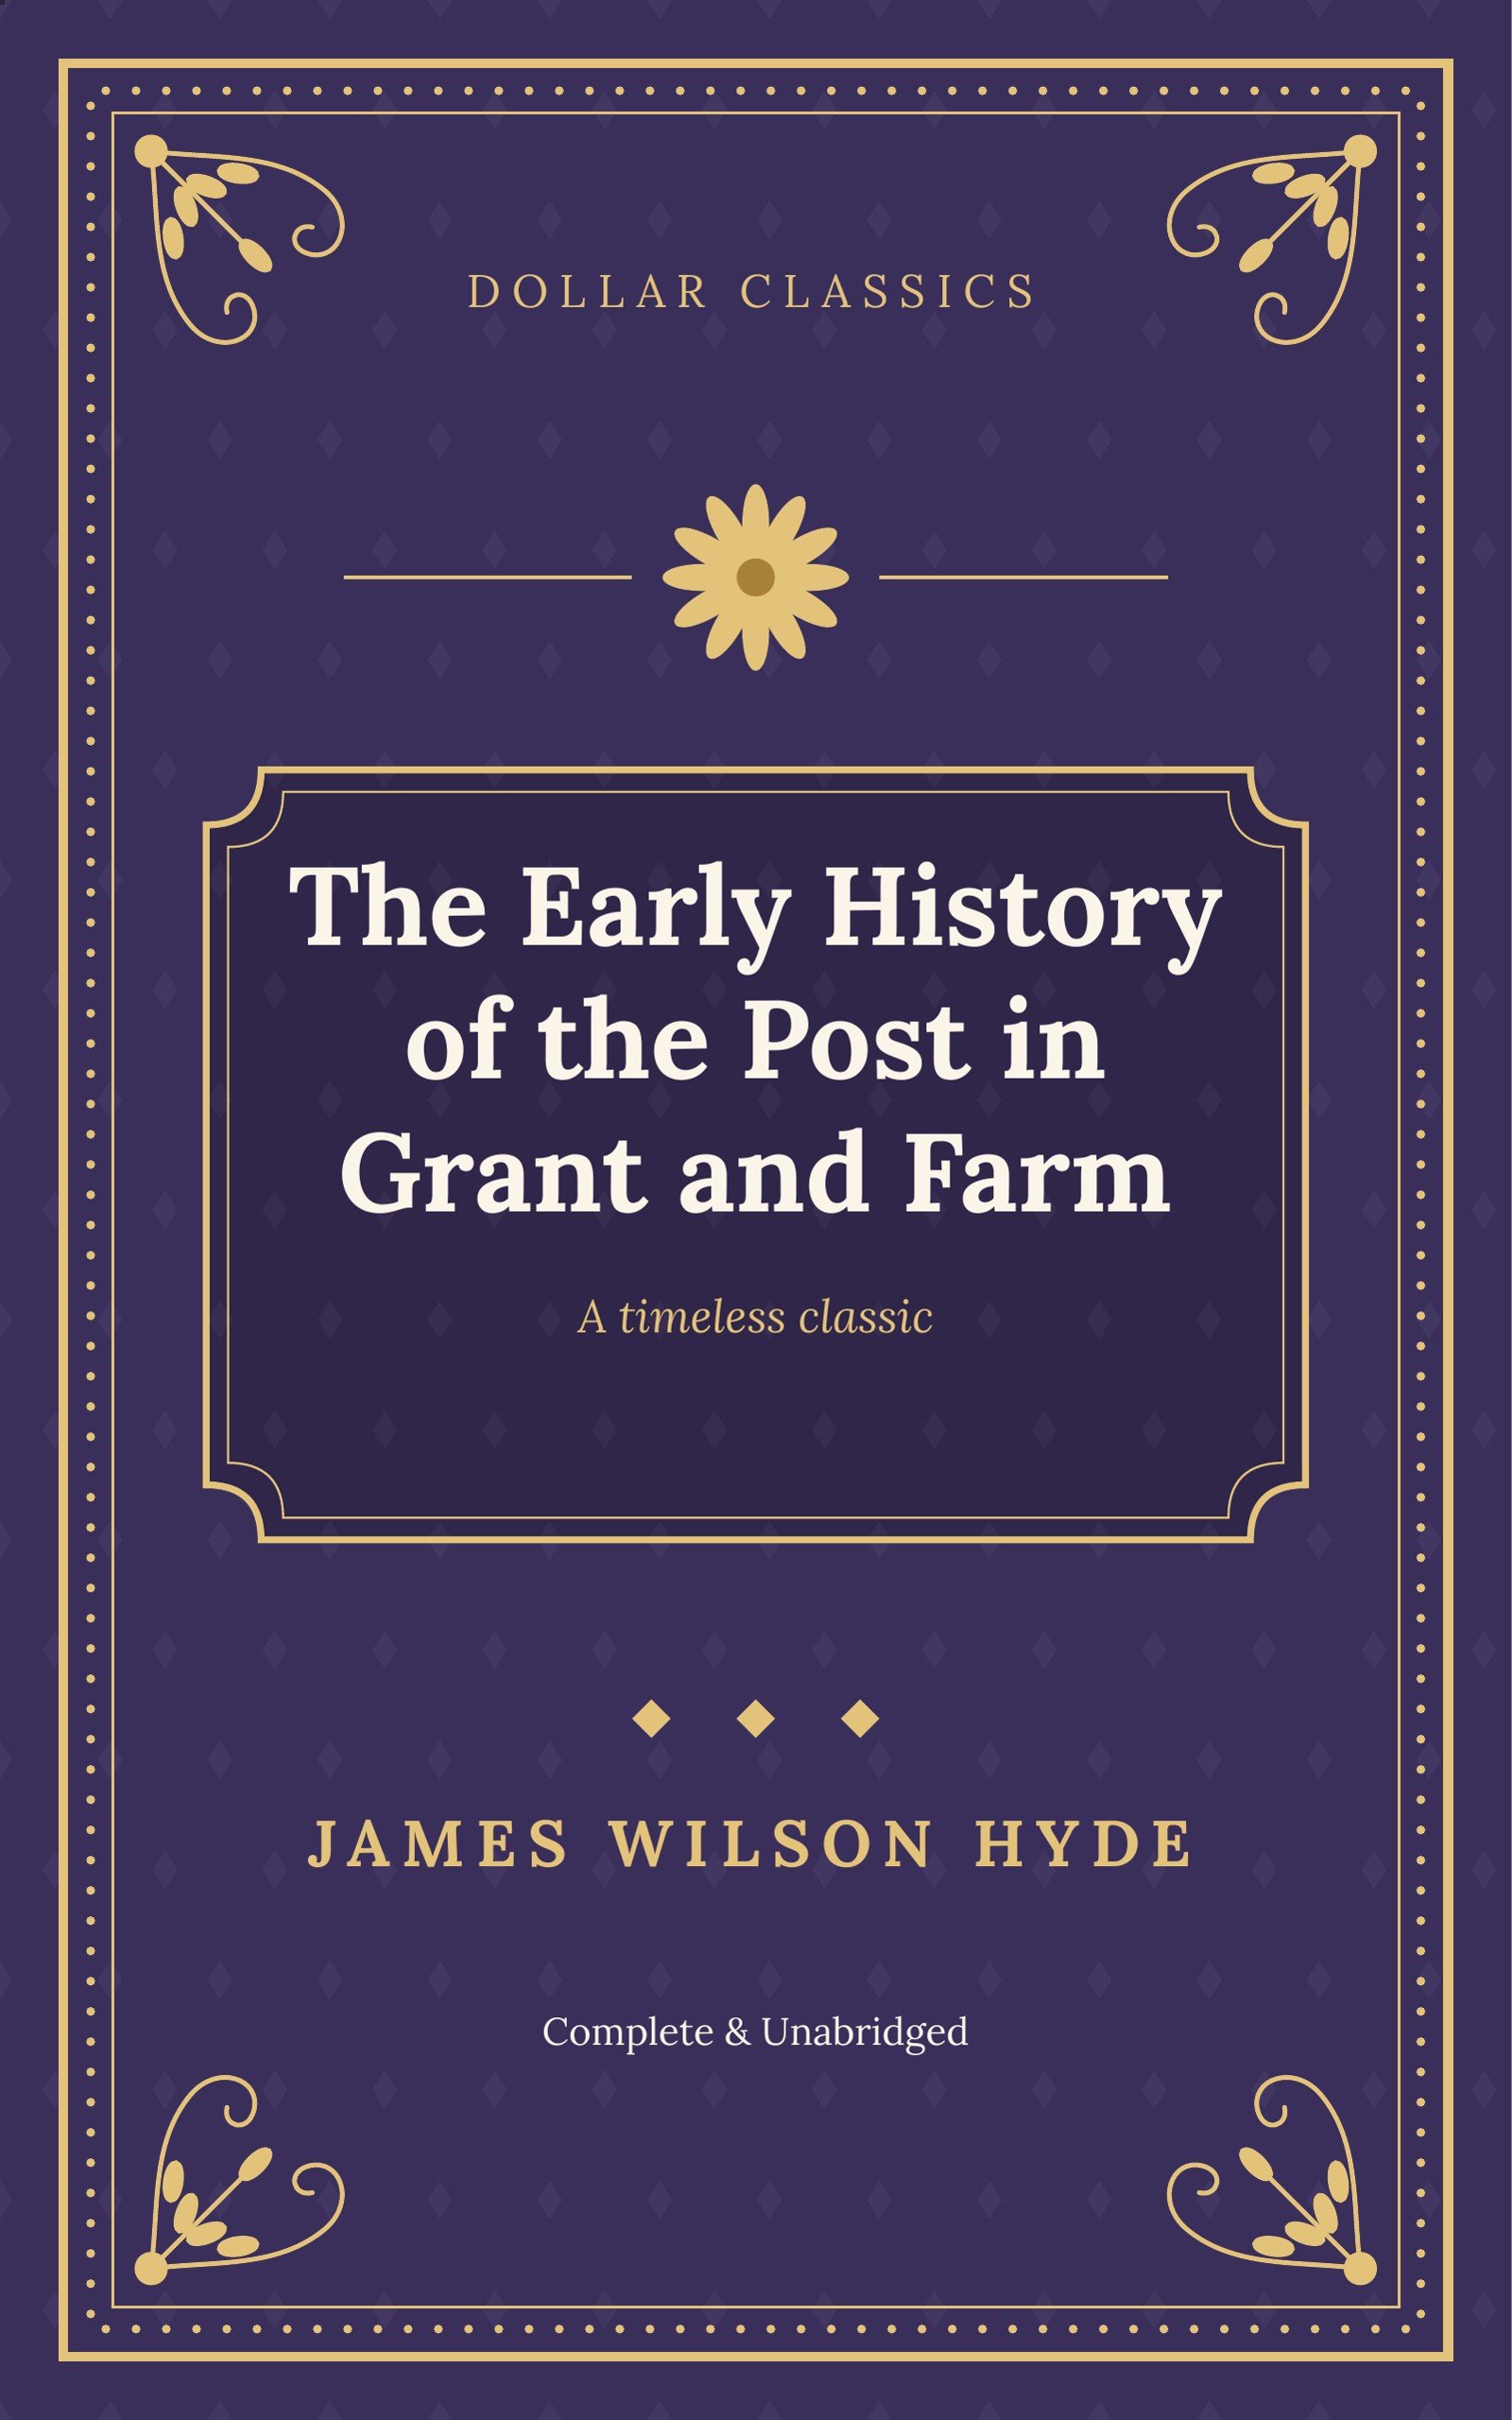 DOLLAR CLASSICS
The Early History
of the Post in
Grant and Farm
A timeless classic
JAMES WILSON HYDE
Complete & Unabridged